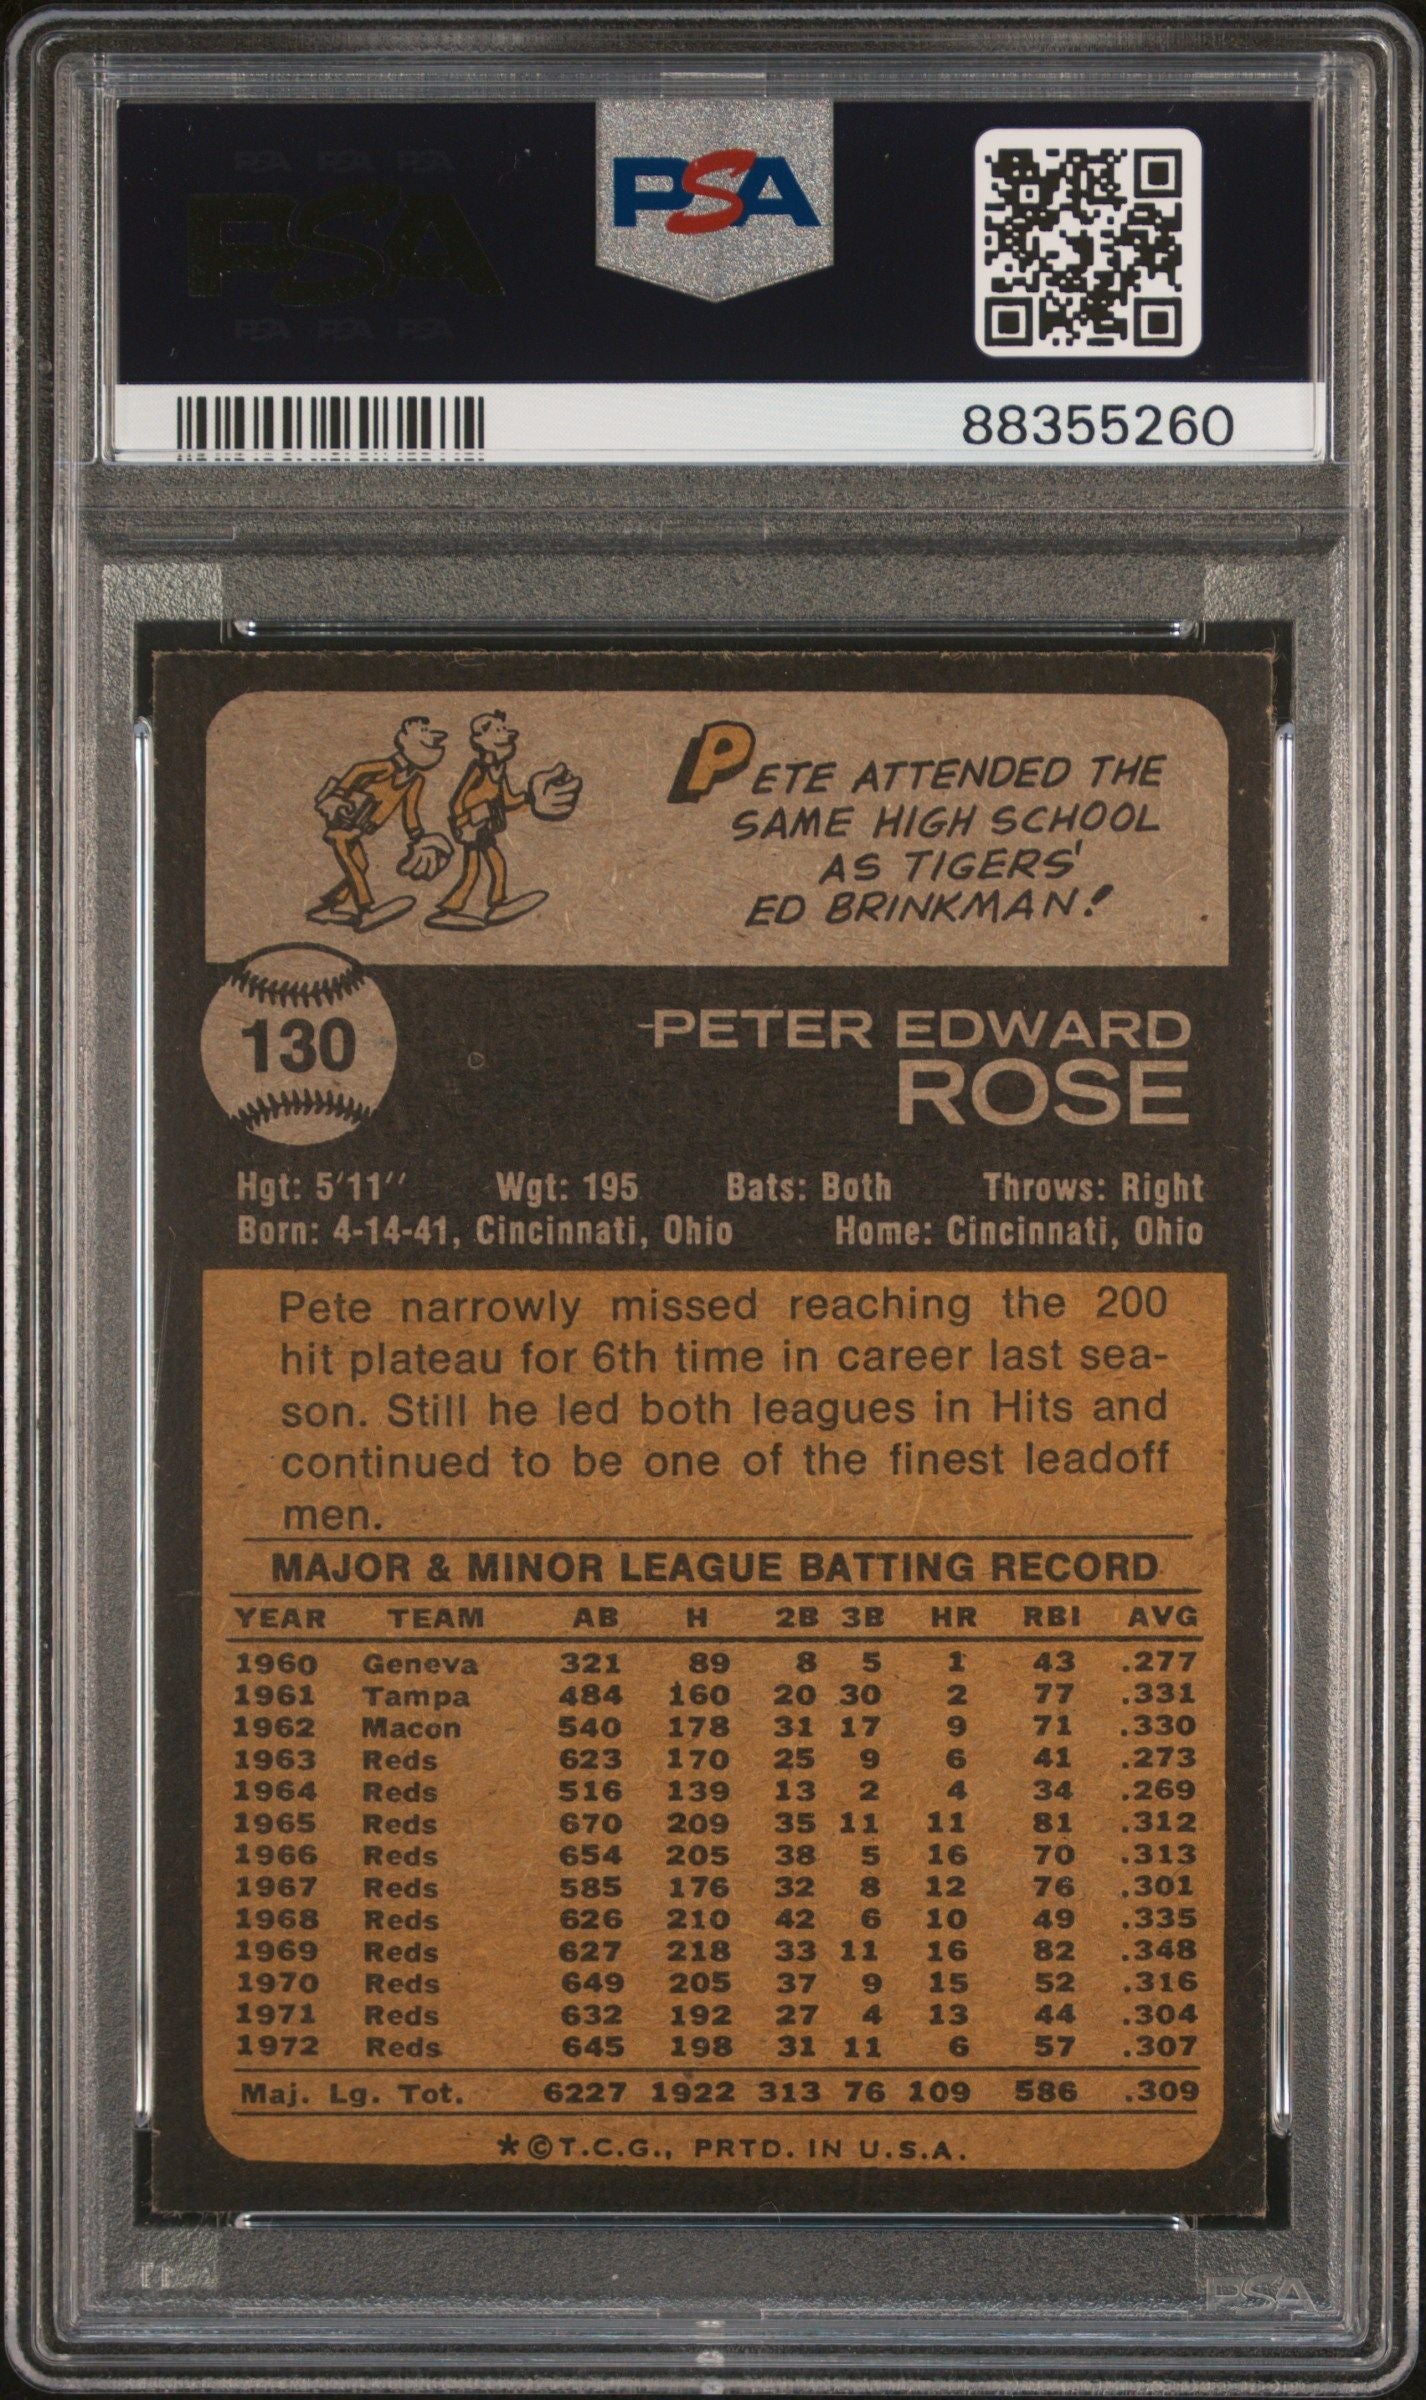 PSA PSA PSA
PSA
PSA PSA PSA
PSA
88355260
PETE ATTENDED THE
SAME HIGH SCHOOL
AS TIGERS'
ED BRINKMAN!
130
PETER EDWARD
ROSE
Hgt: 5'11'' Wgt: 195 Bats: Both Throws: Right
Born: 4-14-41, Cincinnati, Ohio Home: Cincinnati, Ohio
Pete narrowly missed reaching the 200
hit plateau for 6th time in career last sea-
son. Still he led both leagues in Hits and
continued to be one of the finest leadoff
men.
MAJOR & MINOR LEAGUE BATTING RECORD
YEAR TEAM AB H 2B 3B HR RBI AVG
1960 Geneva 321 89 8 5 1 43 .277
1961 Tampa 484 160 20 30 2 77 .331
1962 Macon 540 178 31 17 9 71 .330
1963 Reds 623 170 25 9 6 41 .273
1964 Reds 516 139 13 2 4 34 .269
1965 Reds 670 209 35 11 11 81 .312
1966 Reds 654 205 38 5 16 70 .313
1967 Reds 585 176 32 8 12 76 .301
1968 Reds 626 210 42 6 10 49 .335
1969 Reds 627 218 33 11 16 82 .348
1970 Reds 649 205 37 9 15 52 .316
1971 Reds 632 192 27 4 13 44 .304
1972 Reds 645 198 31 11 6 57 .307
Maj. Lg. Tot. 6227 1922 313 76 109 586 .309
*©T.C.G., PRTD. IN U.S.A.
PSA